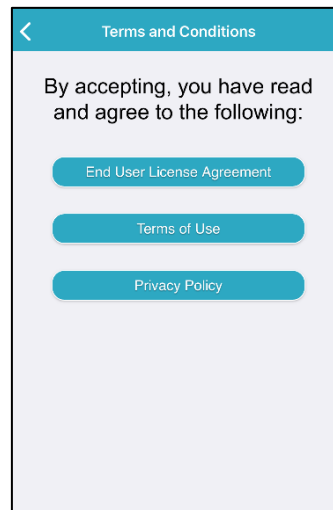 Terms and Conditions
By accepting, you have read
and agree to the following:
End User License Agreement
Terms of Use
Privacy Policy